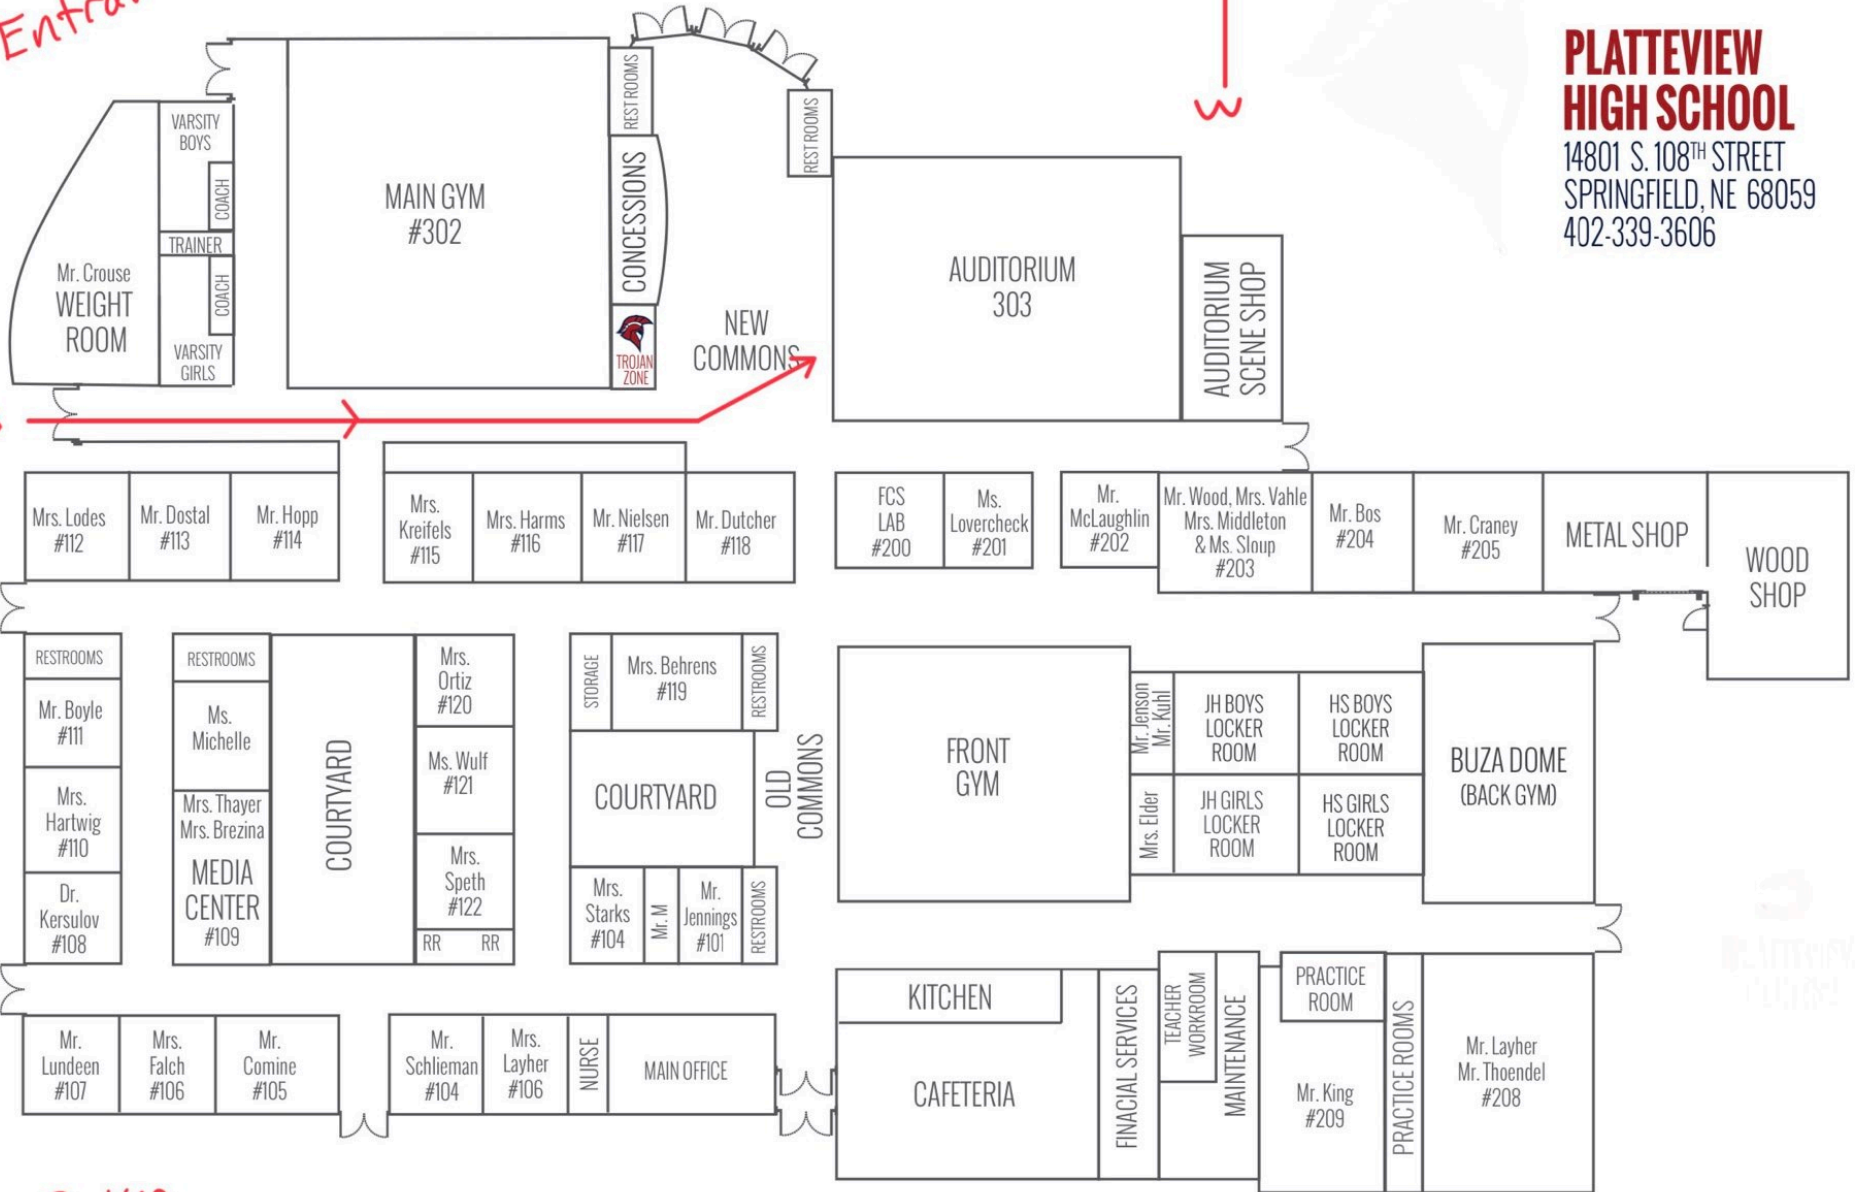 PLATTEVIEW
HIGH SCHOOL
14801 S. 108TH STREET
SPRINGFIELD, NE 68059
402-339-3606
W
VARSITY
BOYS
COACH
TRAINER
COACH
VARSITY
GIRLS
Mr. Crouse
WEIGHT
ROOM
MAIN GYM
#302
RESTROOMS
CONCESSIONS
TROJAN
ZONE
RESTROOMS
NEW
COMMONS
AUDITORIUM
303
AUDITORIUM
SCENE SHOP
Mrs. Lodes
#112
Mr. Dostal
#113
Mr. Hopp
#114
Mrs.
Kreifels
#115
Mrs. Harms
#116
Mr. Nielsen
#117
Mr. Dutcher
#118
FCS
LAB
#200
Ms.
Lovercheck
#201
Mr.
McLaughlin
#202
Mr. Wood, Mrs. Vahle
Mrs. Middleton
& Ms. Sloup
#203
Mr. Bos
#204
Mr. Craney
#205
METAL SHOP
WOOD
SHOP
RESTROOMS
Mr. Boyle
#111
Mrs.
Hartwig
#110
Dr.
Kersulov
#108
RESTROOMS
Ms.
Michelle
Mrs. Thayer
Mrs. Brezina
MEDIA
CENTER
#109
COURTYARD
Mrs.
Ortiz
#120
Ms. Wulf
#121
Mrs.
Speth
#122
RR RR
STORAGE
Mrs. Behrens
#119
RESTROOMS
COURTYARD
OLD
COMMONS
Mrs.
Starks
#104
Mr. M
Mr.
Jennings
#101
RESTROOMS
FRONT
GYM
Mr. Jenson
Mr. Kuhl
Mrs. Elder
JH BOYS
LOCKER
ROOM
HS BOYS
LOCKER
ROOM
JH GIRLS
LOCKER
ROOM
HS GIRLS
LOCKER
ROOM
BUZA DOME
(BACK GYM)
Mr.
Lundeen
#107
Mrs.
Falch
#106
Mr.
Comine
#105
Mr.
Schlieman
#104
Mrs.
Layher
#106
NURSE
MAIN OFFICE
KITCHEN
CAFETERIA
FINACIAL SERVICES
TEACHER
WORKROOM
MAINTENANCE
PRACTICE
ROOM
Mr. King
#209
PRACTICE ROOMS
Mr. Layher
Mr. Thoendel
#208